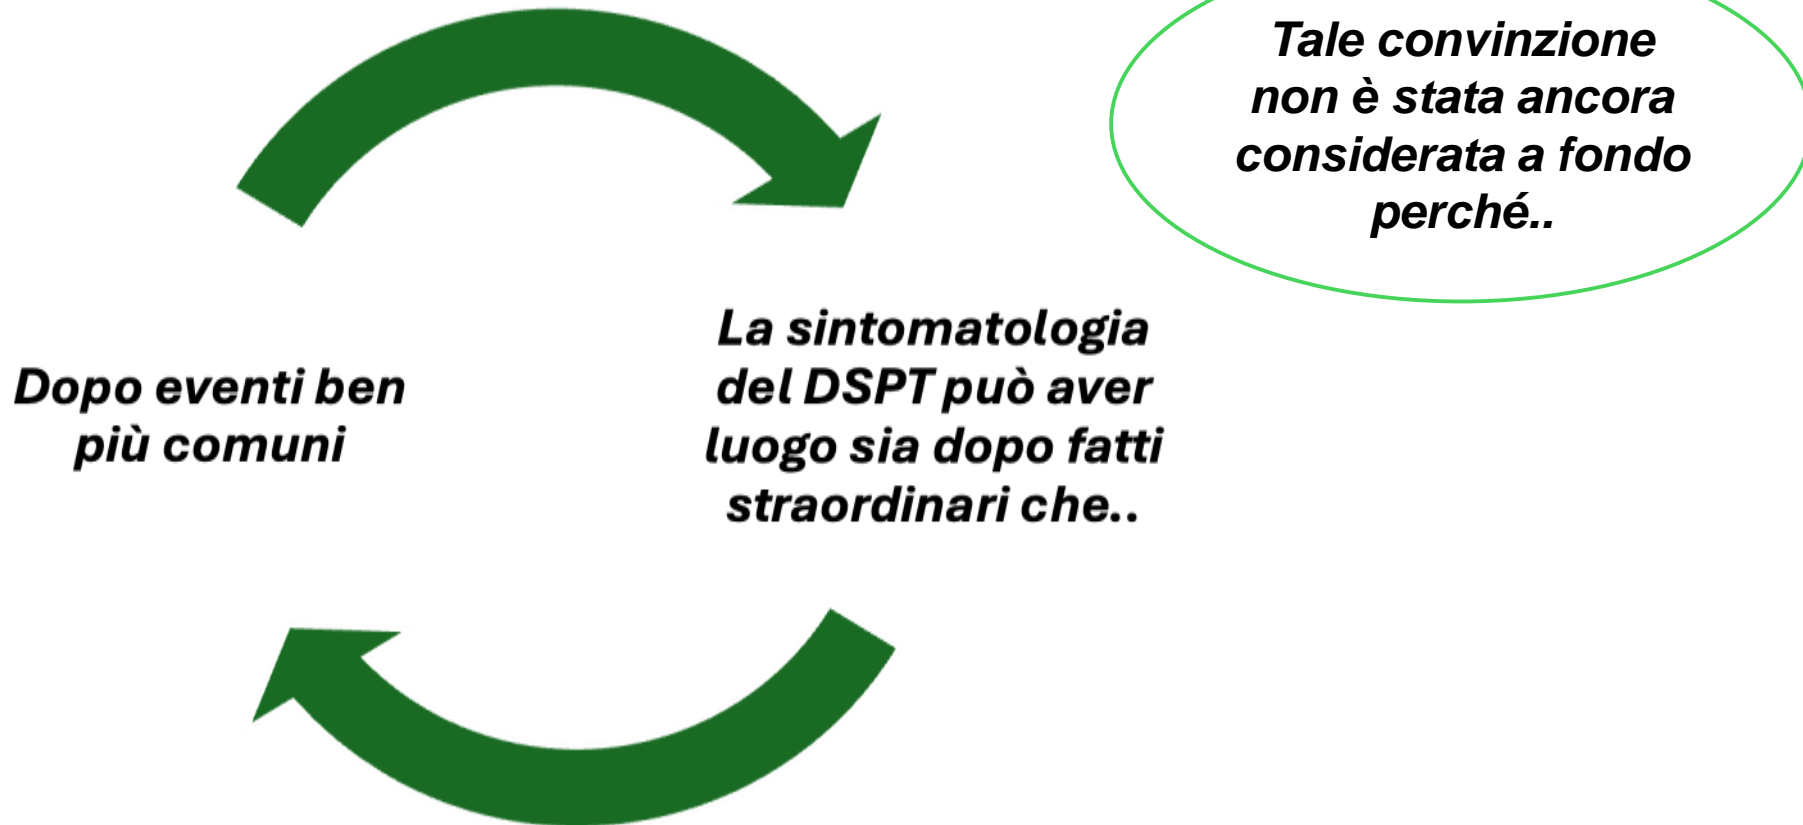 Tale convinzione
non è stata ancora
considerata a fondo
perché..
Dopo eventi ben
più comuni
La sintomatologia
del DSPT può aver
luogo sia dopo fatti
straordinari che..